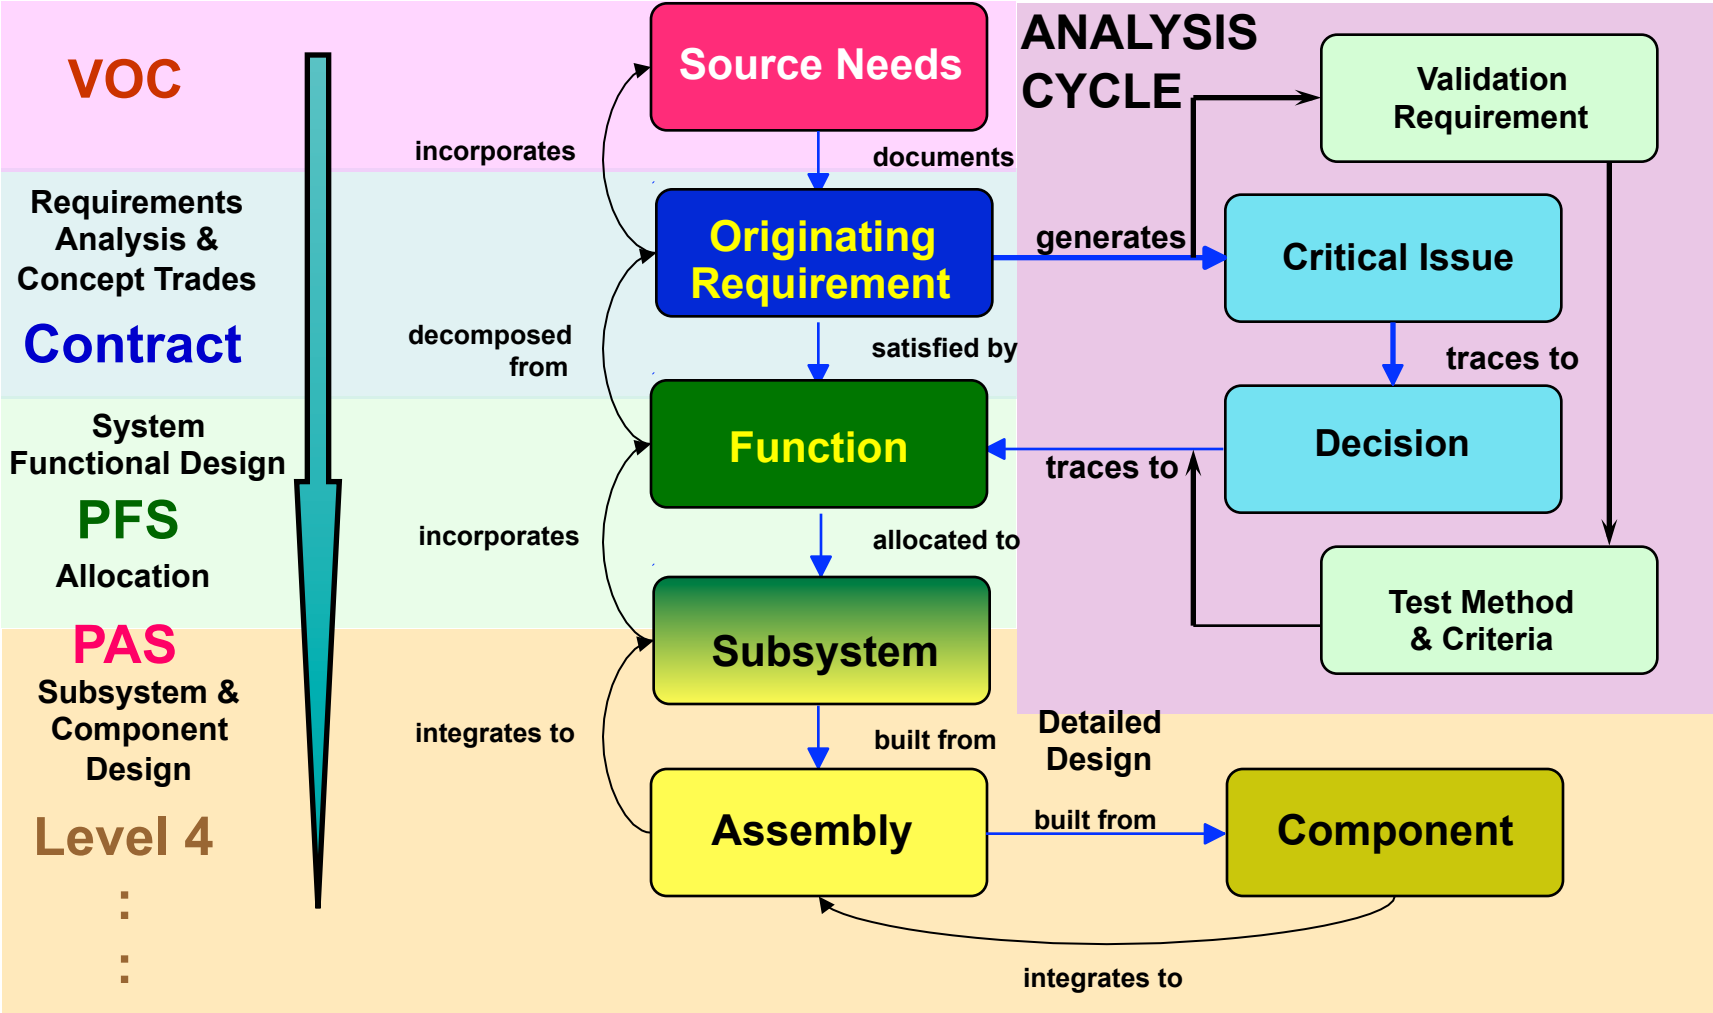 VOC
Requirements
Analysis &
Concept Trades
Contract
System
Functional Design
PFS
Allocation
PAS
Subsystem &
Component
Design
Level 4
:
:
incorporates
decomposed
from
incorporates
integrates to
Source Needs
documents
Originating
Requirement
satisfied by
Function
allocated to
Subsystem
built from
Assembly
ANALYSIS
CYCLE
Validation
Requirement
generates
Critical Issue
traces to
Decision
traces to
Test Method
& Criteria
Detailed
Design
built from
Component
integrates to